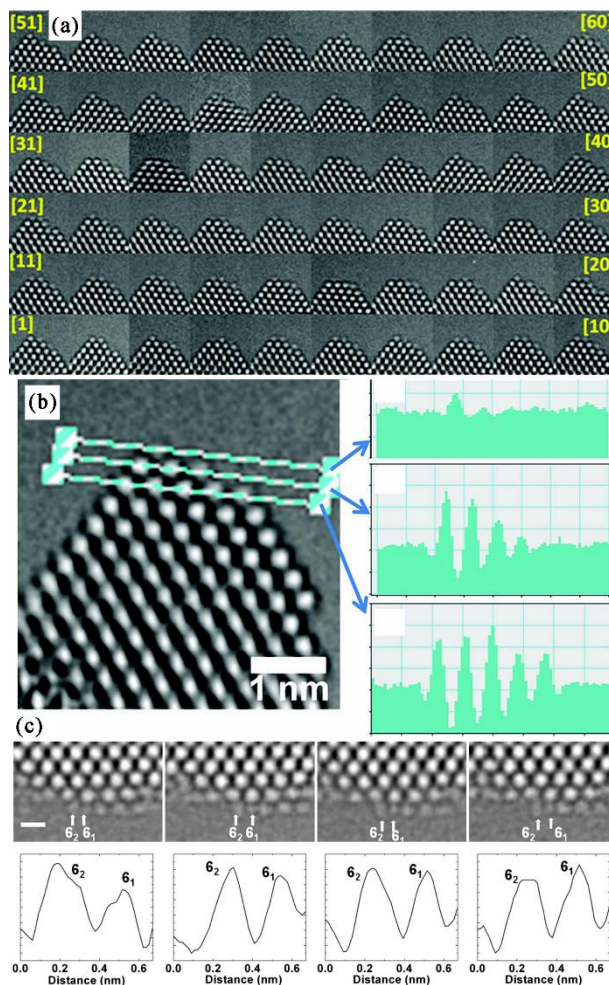 [51] (a) [60]
[41] [50]
[31] [40]
[21] [30]
[11] [20]
[1] [10]
(b)
1 nm
(c)
6₂ 6₁ 6₂ 6₁ 6₂ 6₁ 6₂ 6₁
6₂ 6₁ 6₂ 6₁ 6₂ 6₁ 6₂ 6₁
0.0 0.2 0.4 0.6 0.0 0.2 0.4 0.6 0.0 0.2 0.4 0.6 0.0 0.2 0.4 0.6
Distance (nm) Distance (nm) Distance (nm) Distance (nm)